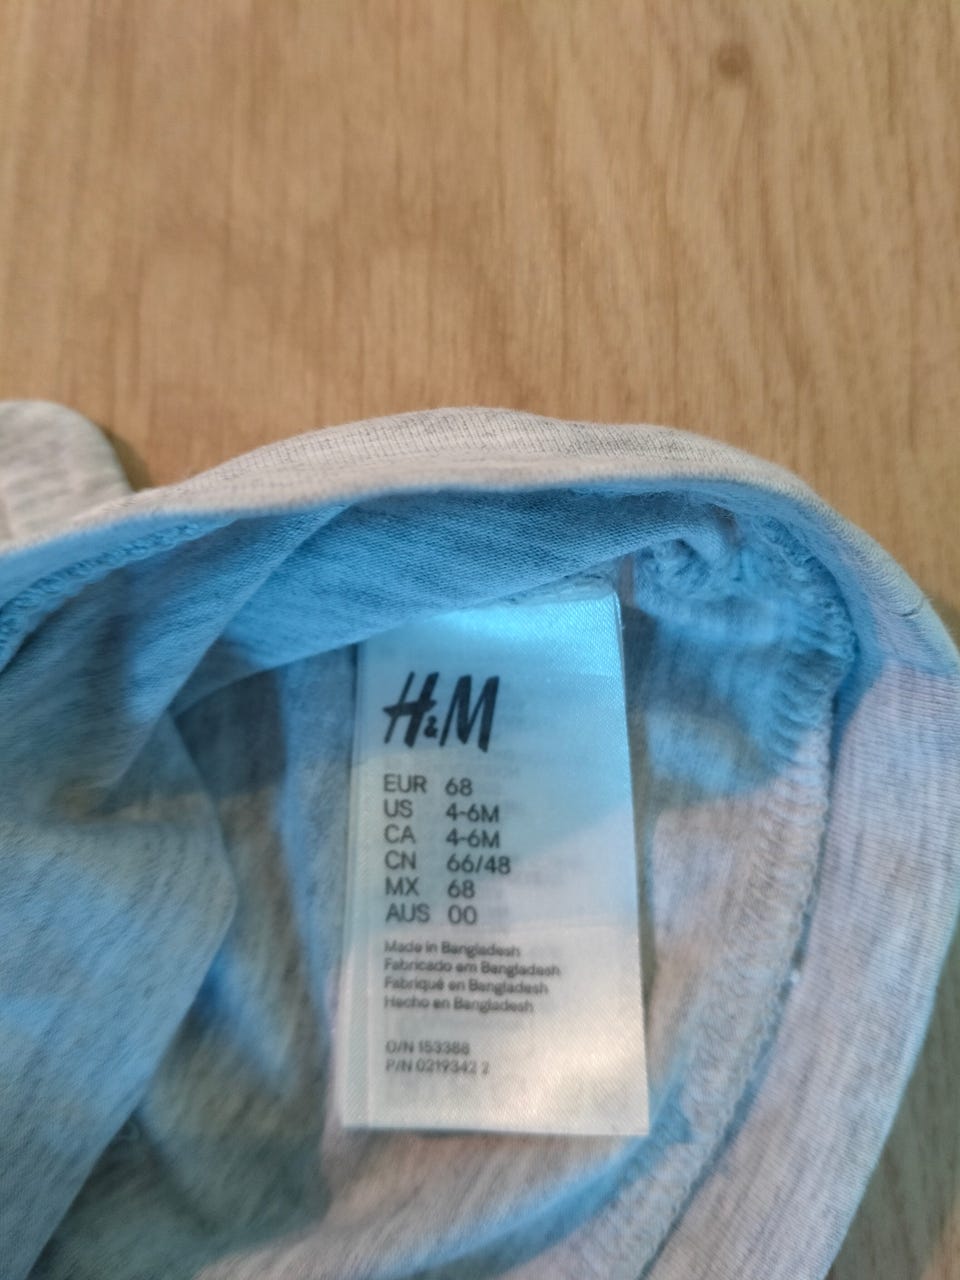 H&M
EUR 68
US 4-6M
CA 4-6M
CN 66/48
MX 68
AUS 00
Made in Bangladesh
Fabricado em Bangladesh
Fabriqué en Bangladesh
Hecho en Bangladesh
O/N 153388
P/N 0219342 2